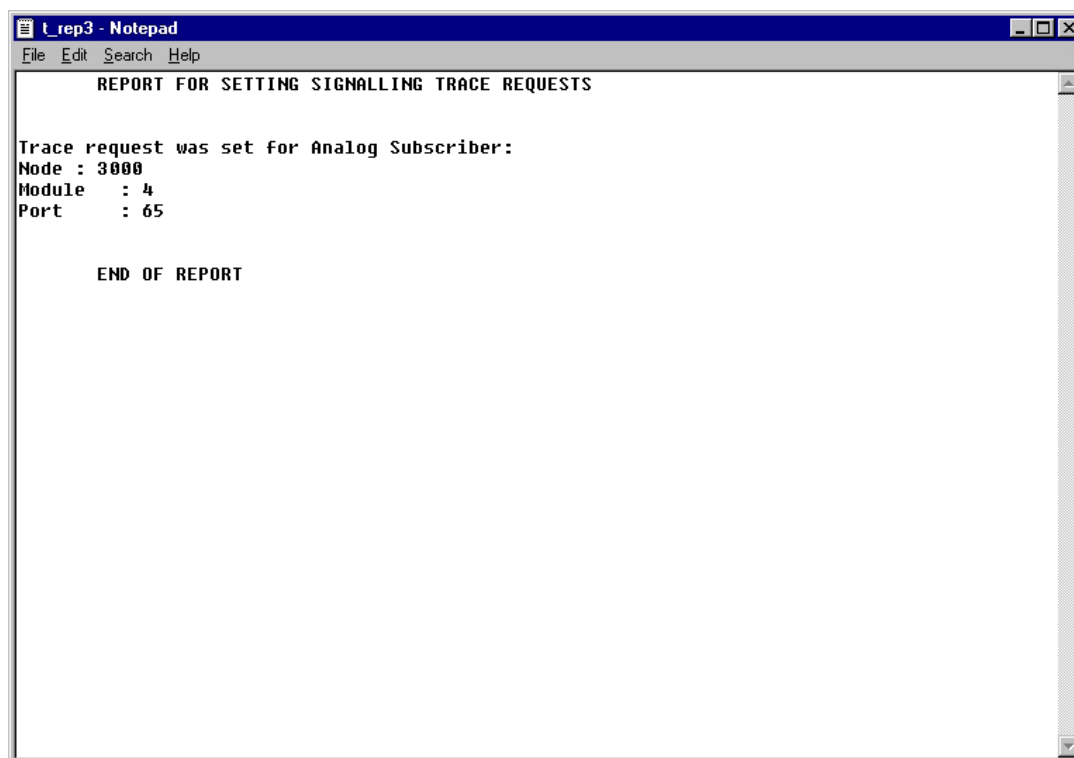 t_rep3 - Notepad
File Edit Search Help
REPORT FOR SETTING SIGNALLING TRACE REQUESTS
Trace request was set for Analog Subscriber:
Node : 3000
Module : 4
Port : 65
END OF REPORT